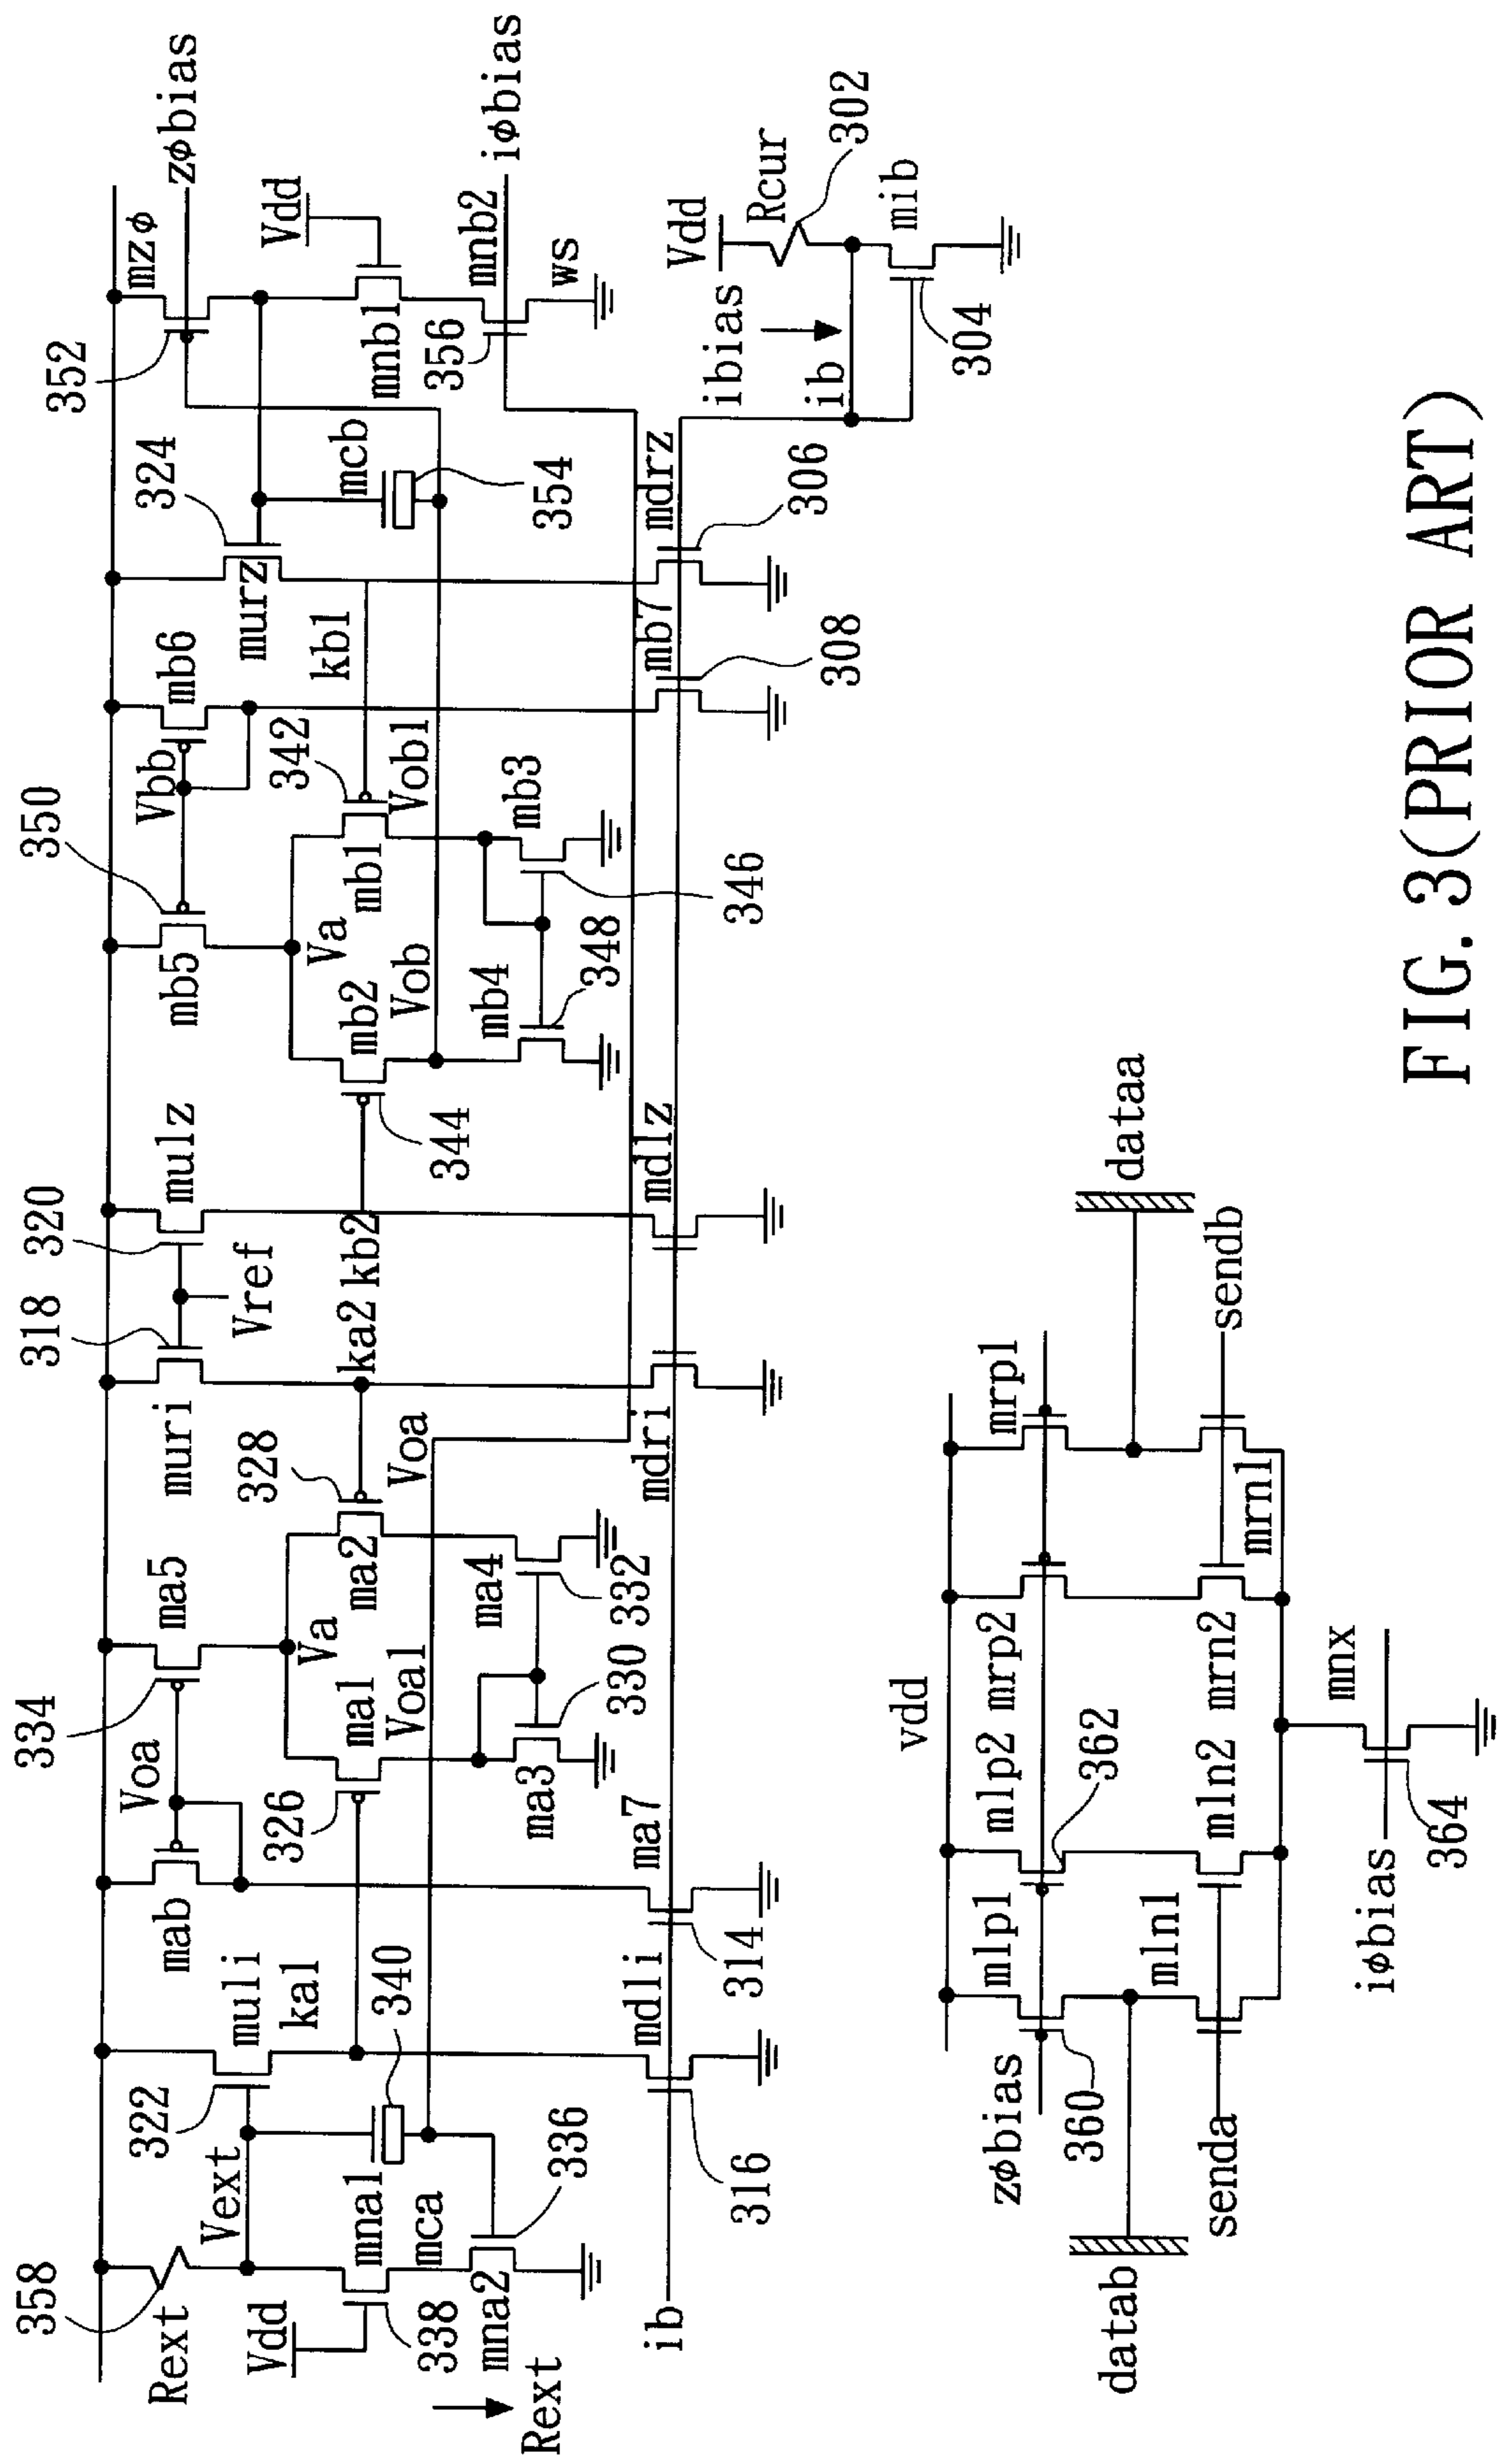 358
Rext
Vdd
338
Rext
Vext
mna1
mca
mna2
336
322
muli
ka1
340
mdli
316
ib
mab
Voa
334
ma5
326
ma1
Va
ma2
328
Voa1
Voa
ma3
330
ma4
332
ma7
314
318
muri
Vref
320
mulz
ka2
kb2
mdri
mdlz
344
mb2
Va
mb1
342
Vob
Vob1
mb4
348
mb3
346
350
mb5
Vbb
mb6
kb1
mb7
308
324
murz
mcb
354
mdrz
306
352
mzφ
zφbias
Vdd
mnb1
356
mnb2
iφbias
ws
Vdd
Rcur
302
ibias
ib
mib
304
vdd
zφbias
mlp1
mlp2
mrp2
mrp1
360
362
datab
dataa
mln1
mln2
mrn2
mrn1
senda
sendb
iφbias
mnx
364
FIG. 3(PRIOR ART)